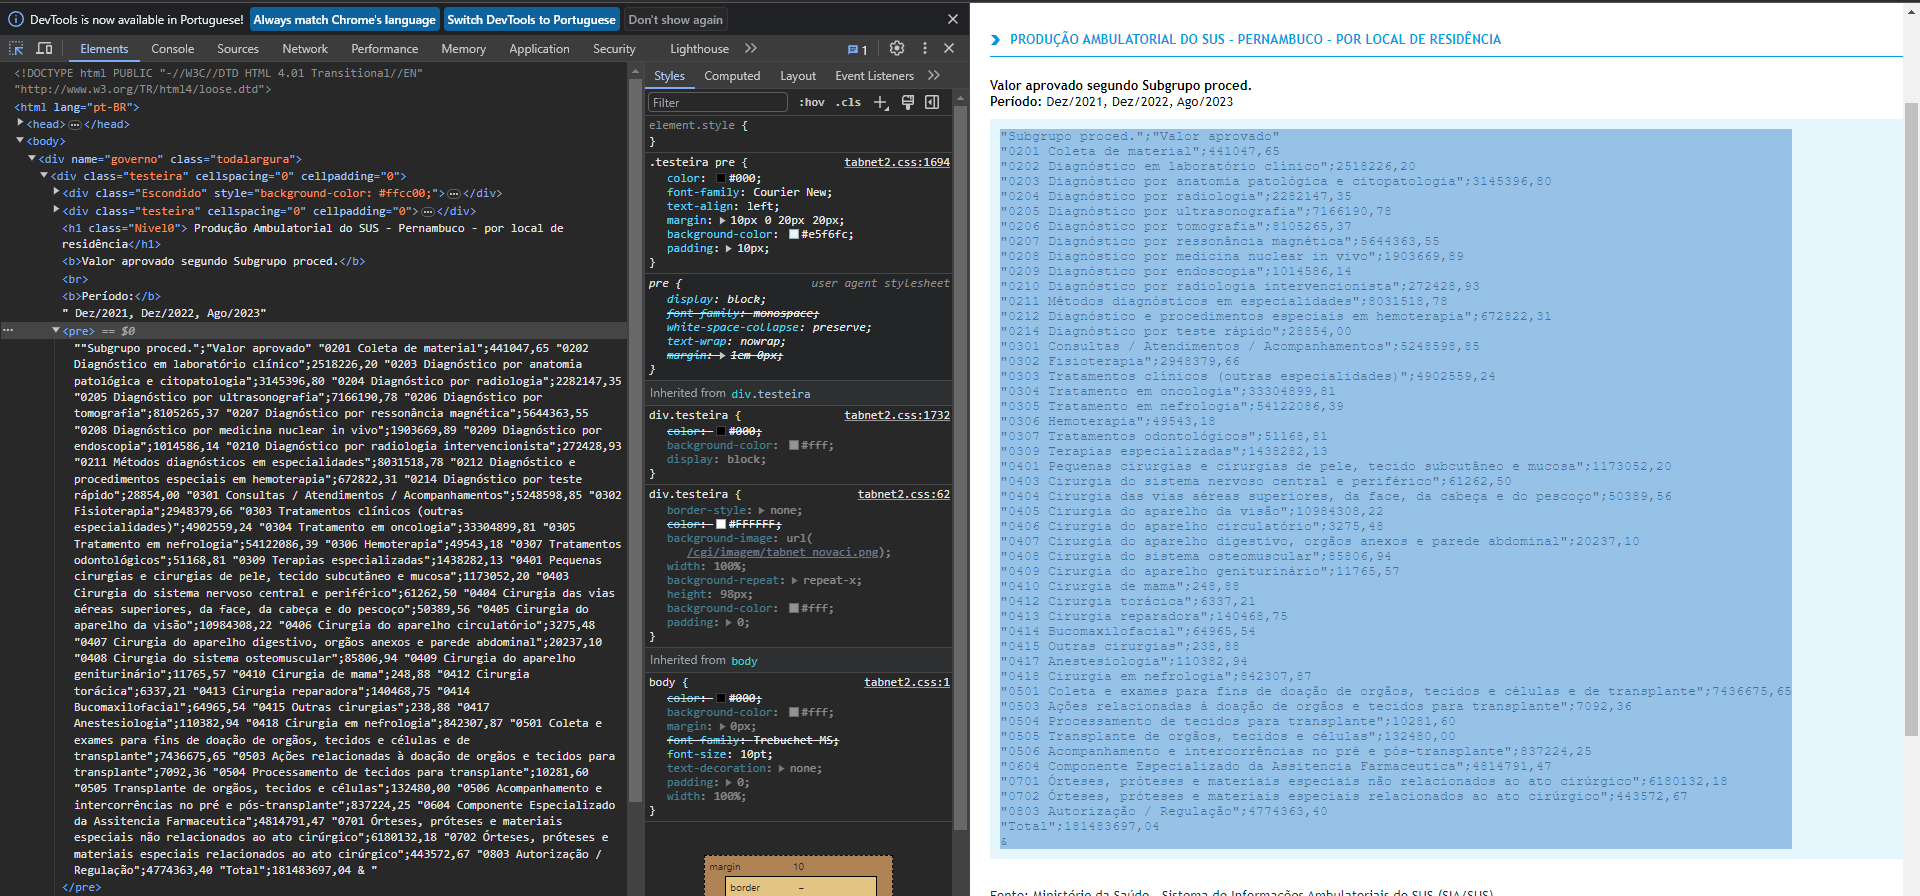 DevTools is now available in Portuguese! Always match Chrome's language Switch DevTools to Portuguese Don't show again
Elements Console Sources Network Performance Memory Application Security Lighthouse 1
<!DOCTYPE html PUBLIC "-//W3C//DTD HTML 4.01 Transitional//EN"
"http://www.w3.org/TR/html4/loose.dtd">
<html lang="pt-BR">
<head> ⋯ </head>
<body>
<div name="governo" class="todalargura">
<div class="testeira" cellspacing="0" cellpadding="0">
<div class="Escondido" style="background-color: #ffcc00;"> ⋯ </div>
<div class="testeira" cellspacing="0" cellpadding="0"> ⋯ </div>
<h1 class="Nivel0"> Produção Ambulatorial do SUS - Pernambuco - por local de
residência</h1>
<b>Valor aprovado segundo Subgrupo proced.</b>
<br>
<b>Período:</b>
" Dez/2021, Dez/2022, Ago/2023"
<pre> == $0
""Subgrupo proced.";"Valor aprovado" "0201 Coleta de material";441047,65 "0202
Diagnóstico em laboratório clínico";2518226,20 "0203 Diagnóstico por anatomia
patológica e citopatologia";3145396,80 "0204 Diagnóstico por radiologia";2282147,35
"0205 Diagnóstico por ultrasonografia";7166190,78 "0206 Diagnóstico por
tomografia";8105265,37 "0207 Diagnóstico por ressonância magnética";5644363,55
"0208 Diagnóstico por medicina nuclear in vivo";1903669,89 "0209 Diagnóstico por
endoscopia";1014586,14 "0210 Diagnóstico por radiologia intervencionista";272428,93
"0211 Métodos diagnósticos em especialidades";8031518,78 "0212 Diagnóstico e
procedimentos especiais em hemoterapia";672822,31 "0214 Diagnóstico por teste
rápido";28854,00 "0301 Consultas / Atendimentos / Acompanhamentos";5248598,85 "0302
Fisioterapia";2948379,66 "0303 Tratamentos clínicos (outras
especialidades)";4902559,24 "0304 Tratamento em oncologia";33304899,81 "0305
Tratamento em nefrologia";54122086,39 "0306 Hemoterapia";49543,18 "0307 Tratamentos
odontológicos";51168,81 "0309 Terapias especializadas";1438282,13 "0401 Pequenas
cirurgias e cirurgias de pele, tecido subcutâneo e mucosa";1173052,20 "0403
Cirurgia do sistema nervoso central e periférico";61262,50 "0404 Cirurgia das vias
aéreas superiores, da face, da cabeça e do pescoço";50389,56 "0405 Cirurgia do
aparelho da visão";10984308,22 "0406 Cirurgia do aparelho circulatório";3275,48
"0407 Cirurgia do aparelho digestivo, orgãos anexos e parede abdominal";20237,10
"0408 Cirurgia do sistema osteomuscular";85806,94 "0409 Cirurgia do aparelho
geniturinário";11765,57 "0410 Cirurgia de mama";248,88 "0412 Cirurgia
torácica";6337,21 "0413 Cirurgia reparadora";140468,75 "0414
Bucomaxilofacial";64965,54 "0415 Outras cirurgias";238,88 "0417
Anestesiologia";110382,94 "0418 Cirurgia em nefrologia";842307,87 "0501 Coleta e
exames para fins de doação de orgãos, tecidos e células e de
transplante";7436675,65 "0503 Ações relacionadas à doação de orgãos e tecidos para
transplante";7092,36 "0504 Processamento de tecidos para transplante";10281,60
"0505 Transplante de orgãos, tecidos e células";132480,00 "0506 Acompanhamento e
intercorrências no pré e pós-transplante";837224,25 "0604 Componente Especializado
da Assitencia Farmaceutica";4814791,47 "0701 Órteses, próteses e materiais
especiais não relacionados ao ato cirúrgico";6180132,18 "0702 Órteses, próteses e
materiais especiais relacionados ao ato cirúrgico";443572,67 "0803 Autorização /
Regulação";4774363,40 "Total";181483697,04 & "
</pre>
Styles Computed Layout Event Listeners
Filter :hov .cls
element.style {
}
.testeira pre { tabnet2.css:1694
color: #000;
font-family: Courier New;
text-align: left;
margin: 10px 0 20px 20px;
background-color: #e5f6fc;
padding: 10px;
}
pre { user agent stylesheet
display: block;
font-family: monospace;
white-space-collapse: preserve;
text-wrap: nowrap;
margin: 1em 0px;
}
Inherited from div.testeira
div.testeira { tabnet2.css:1732
color: #000;
background-color: #fff;
display: block;
}
div.testeira { tabnet2.css:62
border-style: none;
color: #FFFFFF;
background-image: url(
/cgi/imagem/tabnet_novaci.png);
width: 100%;
background-repeat: repeat-x;
height: 98px;
background-color: #fff;
padding: 0;
}
Inherited from body
body { tabnet2.css:1
color: #000;
background-color: #fff;
margin: 0px;
font-family: Trebuchet MS;
font-size: 10pt;
text-decoration: none;
padding: 0;
width: 100%;
}
margin 10
border –
PRODUÇÃO AMBULATORIAL DO SUS - PERNAMBUCO - POR LOCAL DE RESIDÊNCIA
Valor aprovado segundo Subgrupo proced.
Período: Dez/2021, Dez/2022, Ago/2023
"Subgrupo proced.";"Valor aprovado"
"0201 Coleta de material";441047,65
"0202 Diagnóstico em laboratório clínico";2518226,20
"0203 Diagnóstico por anatomia patológica e citopatologia";3145396,80
"0204 Diagnóstico por radiologia";2282147,35
"0205 Diagnóstico por ultrasonografia";7166190,78
"0206 Diagnóstico por tomografia";8105265,37
"0207 Diagnóstico por ressonância magnética";5644363,55
"0208 Diagnóstico por medicina nuclear in vivo";1903669,89
"0209 Diagnóstico por endoscopia";1014586,14
"0210 Diagnóstico por radiologia intervencionista";272428,93
"0211 Métodos diagnósticos em especialidades";8031518,78
"0212 Diagnóstico e procedimentos especiais em hemoterapia";672822,31
"0214 Diagnóstico por teste rápido";28854,00
"0301 Consultas / Atendimentos / Acompanhamentos";5248598,85
"0302 Fisioterapia";2948379,66
"0303 Tratamentos clínicos (outras especialidades)";4902559,24
"0304 Tratamento em oncologia";33304899,81
"0305 Tratamento em nefrologia";54122086,39
"0306 Hemoterapia";49543,18
"0307 Tratamentos odontológicos";51168,81
"0309 Terapias especializadas";1438282,13
"0401 Pequenas cirurgias e cirurgias de pele, tecido subcutâneo e mucosa";1173052,20
"0403 Cirurgia do sistema nervoso central e periférico";61262,50
"0404 Cirurgia das vias aéreas superiores, da face, da cabeça e do pescoço";50389,56
"0405 Cirurgia do aparelho da visão";10984308,22
"0406 Cirurgia do aparelho circulatório";3275,48
"0407 Cirurgia do aparelho digestivo, orgãos anexos e parede abdominal";20237,10
"0408 Cirurgia do sistema osteomuscular";85806,94
"0409 Cirurgia do aparelho geniturinário";11765,57
"0410 Cirurgia de mama";248,88
"0412 Cirurgia torácica";6337,21
"0413 Cirurgia reparadora";140468,75
"0414 Bucomaxilofacial";64965,54
"0415 Outras cirurgias";238,88
"0417 Anestesiologia";110382,94
"0418 Cirurgia em nefrologia";842307,87
"0501 Coleta e exames para fins de doação de orgãos, tecidos e células e de transplante";7436675,65
"0503 Ações relacionadas à doação de orgãos e tecidos para transplante";7092,36
"0504 Processamento de tecidos para transplante";10281,60
"0505 Transplante de orgãos, tecidos e células";132480,00
"0506 Acompanhamento e intercorrências no pré e pós-transplante";837224,25
"0604 Componente Especializado da Assitencia Farmaceutica";4814791,47
"0701 Órteses, próteses e materiais especiais não relacionados ao ato cirúrgico";6180132,18
"0702 Órteses, próteses e materiais especiais relacionados ao ato cirúrgico";443572,67
"0803 Autorização / Regulação";4774363,40
"Total";181483697,04
&
Fonte: Ministério da Saúde - Sistema de Informações Ambulatoriais do SUS (SIA/SUS)